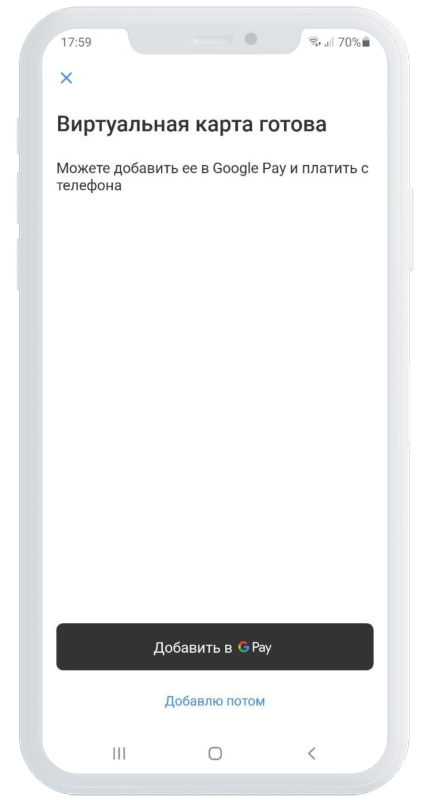 17:59
70%
Виртуальная карта готова
Можете добавить ее в Google Pay и платить с
телефона
Добавить в G Pay
Добавлю потом